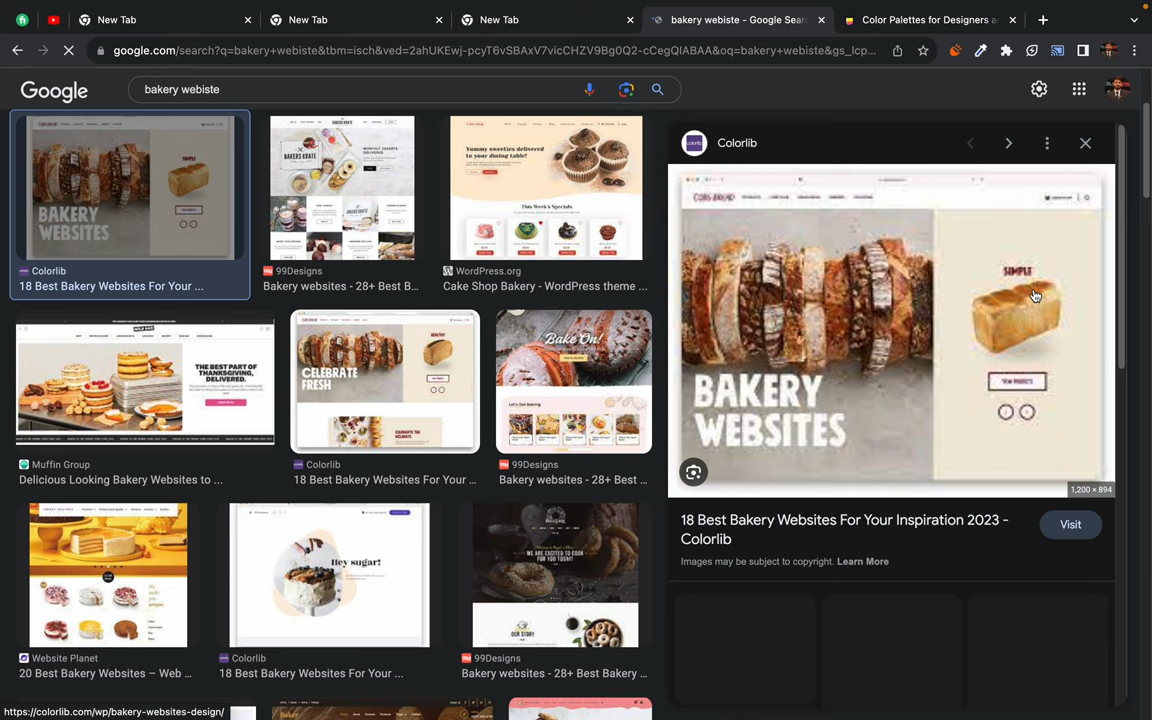 New Tab
New Tab
New Tab
bakery webiste - Google Sear
Color Palettes for Designers a
google.com/search?q=bakery+webiste&tbm=isch&ved=2ahUKEwj-pcyT6vSBAxV7vicCHZV9Bg0Q2-cCegQIABAA&oq=bakery+webiste&gs_lcp...
Google
bakery webiste
BAKERY
WEBSITES
SIMPLE
Colorlib
18 Best Bakery Websites For Your ...
BAKERS KRATE
99Designs
Bakery websites - 28+ Best B...
Yummy sweeties delivered
to your dining table!
This Week's Specials
WordPress.org
Cake Shop Bakery - WordPress theme ...
THE BEST PART OF
THANKSGIVING,
DELIVERED.
Muffin Group
Delicious Looking Bakery Websites to ...
CELEBRATE
FRESH
HEALTHY
Colorlib
18 Best Bakery Websites For Your ...
Bake On!
Let's Get Baking
99Designs
Bakery websites - 28+ Best ...
Website Planet
20 Best Bakery Websites – Web ...
Hey sugar!
Colorlib
18 Best Bakery Websites For Your ...
WE ARE EXCITED TO COOK
FOR YOU TODAY!
OUR STORY
99Designs
Bakery websites - 28+ Best Bakery ...
Colorlib
BAKERY
WEBSITES
SIMPLE
1,200 × 894
18 Best Bakery Websites For Your Inspiration 2023 -
Colorlib
Visit
Images may be subject to copyright. Learn More
https://colorlib.com/wp/bakery-websites-design/